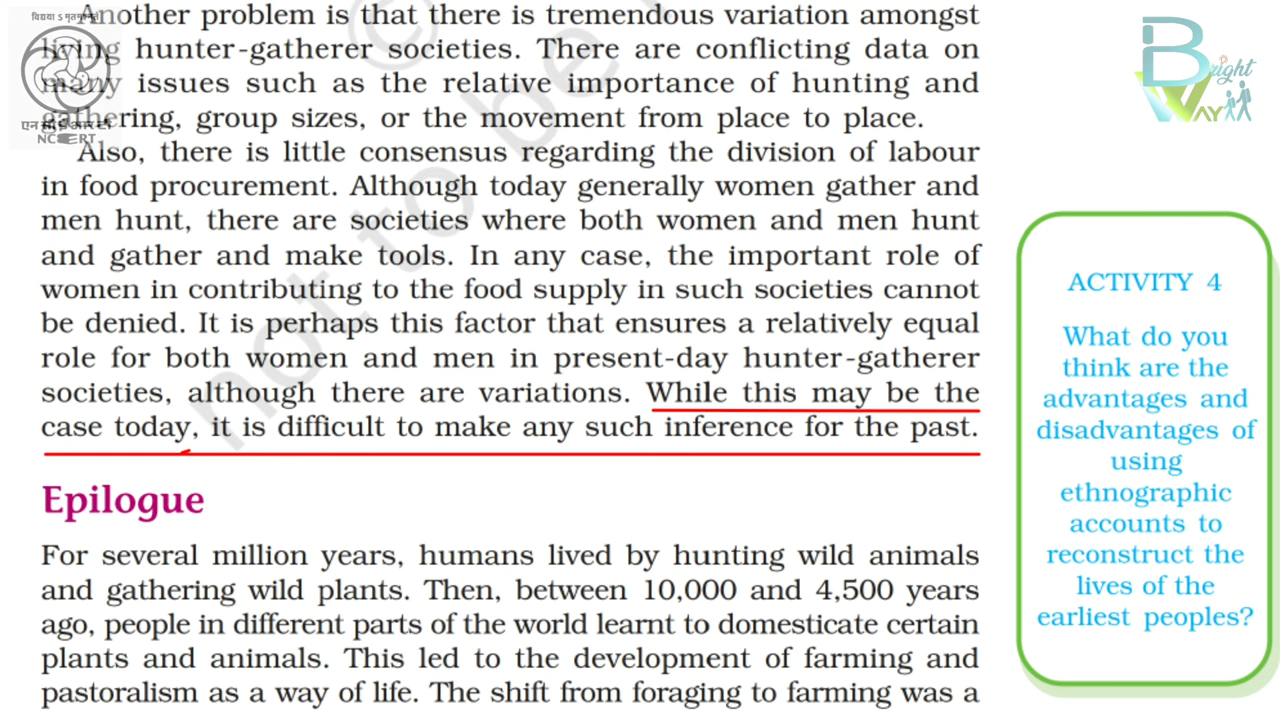 Another problem is that there is tremendous variation amongst
living hunter-gatherer societies. There are conflicting data on
many issues such as the relative importance of hunting and
gathering, group sizes, or the movement from place to place.
Also, there is little consensus regarding the division of labour
in food procurement. Although today generally women gather and
men hunt, there are societies where both women and men hunt
and gather and make tools. In any case, the important role of
women in contributing to the food supply in such societies cannot
be denied. It is perhaps this factor that ensures a relatively equal
role for both women and men in present-day hunter-gatherer
societies, although there are variations. While this may be the
case today, it is difficult to make any such inference for the past.
Epilogue
For several million years, humans lived by hunting wild animals
and gathering wild plants. Then, between 10,000 and 4,500 years
ago, people in different parts of the world learnt to domesticate certain
plants and animals. This led to the development of farming and
pastoralism as a way of life. The shift from foraging to farming was a
ACTIVITY 4
What do you
think are the
advantages and
disadvantages of
using
ethnographic
accounts to
reconstruct the
lives of the
earliest peoples?
Bright
Way
विद्यया ऽ मृतमश्नुते
एन सी ई आर टी
NCERT
© not to be